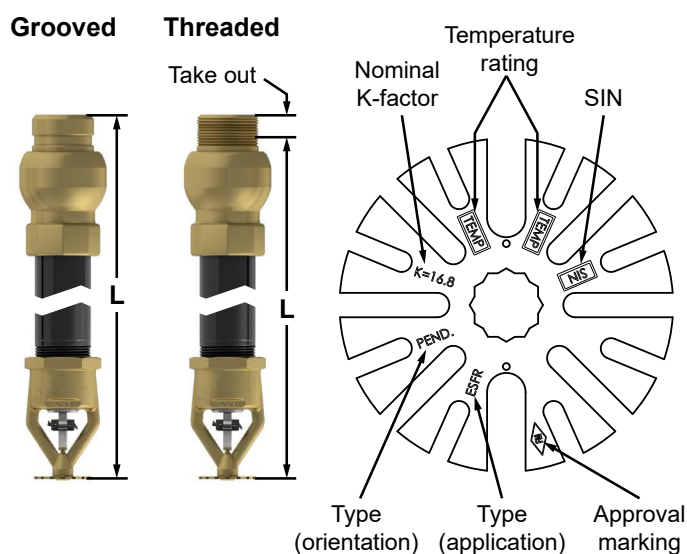 Grooved
Threaded
Take out
L
L
Temperature
rating
Nominal
K-factor
SIN
TEMP
TEMP
SIN
K=16.8
PEND.
ESFR
Type
(orientation)
Type
(application)
Approval
marking